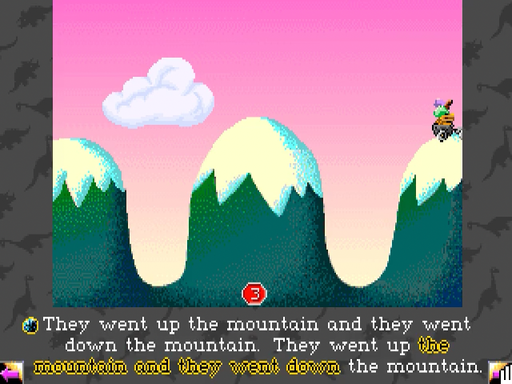 3
They went up the mountain and they went
down the mountain. They went up the
mountain and they went down the mountain.